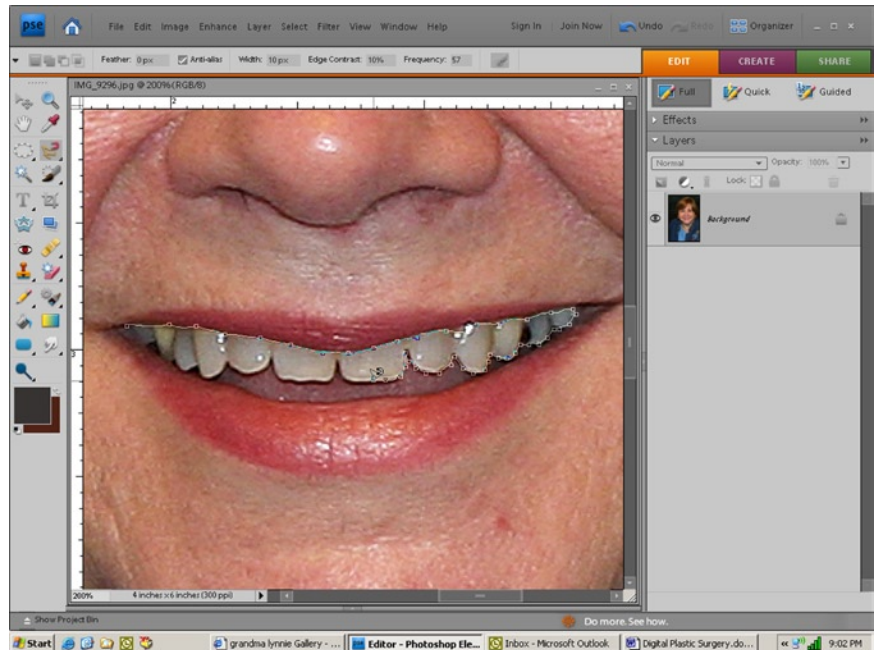 pse File Edit Image Enhance Layer Select Filter View Window Help Sign In Join Now Undo Redo Organizer
Feather: 0 px Anti-alias Width: 10 px Edge Contrast: 10% Frequency: 57
EDIT CREATE SHARE
IMG_9296.jpg @ 200%(RGB/8)
Full Quick Guided
Effects
Layers
Normal Opacity: 100%
Lock:
Background
2
3
200% 4 inches x 6 inches (300 ppi)
Show Project Bin Do more. See how.
Start grandma lynnie Gallery - ... Editor - Photoshop Ele... Inbox - Microsoft Outlook Digital Plastic Surgery.do... 9:02 PM